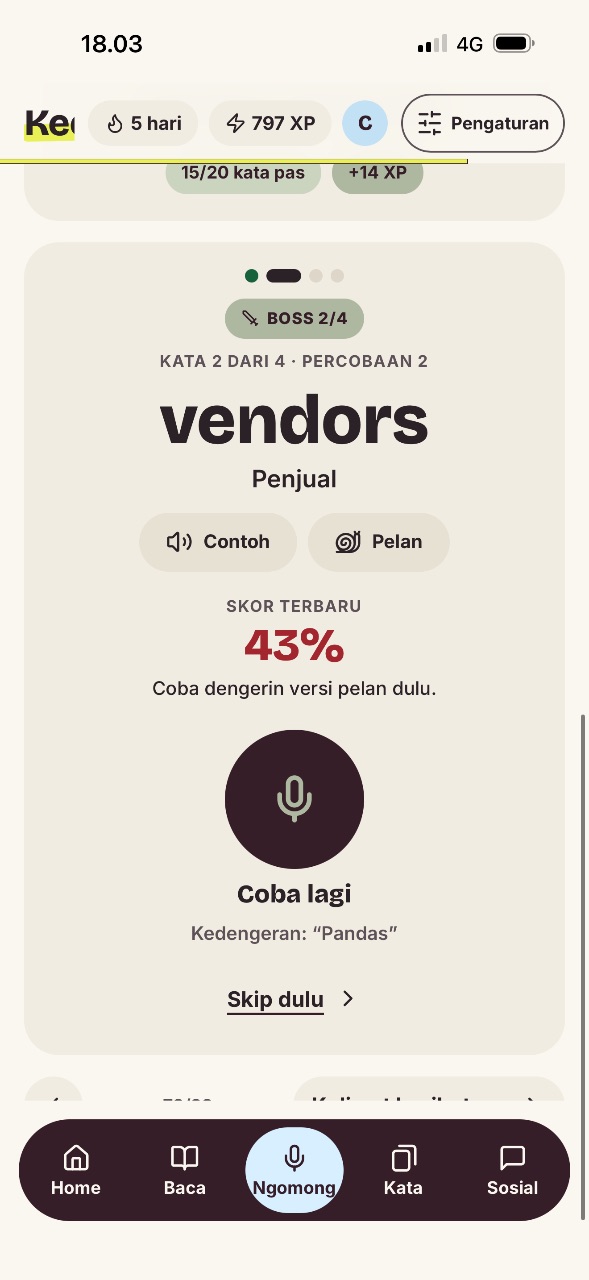 18.03
4G
5 hari
797 XP
C
Pengaturan
15/20 kata pas
+14 XP
BOSS 2/4
KATA 2 DARI 4 · PERCOBAAN 2
vendors
Penjual
Contoh
Pelan
SKOR TERBARU
43%
Coba dengerin versi pelan dulu.
Coba lagi
Kedengeran: “Pandas”
Skip dulu
Home
Baca
Ngomong
Kata
Sosial